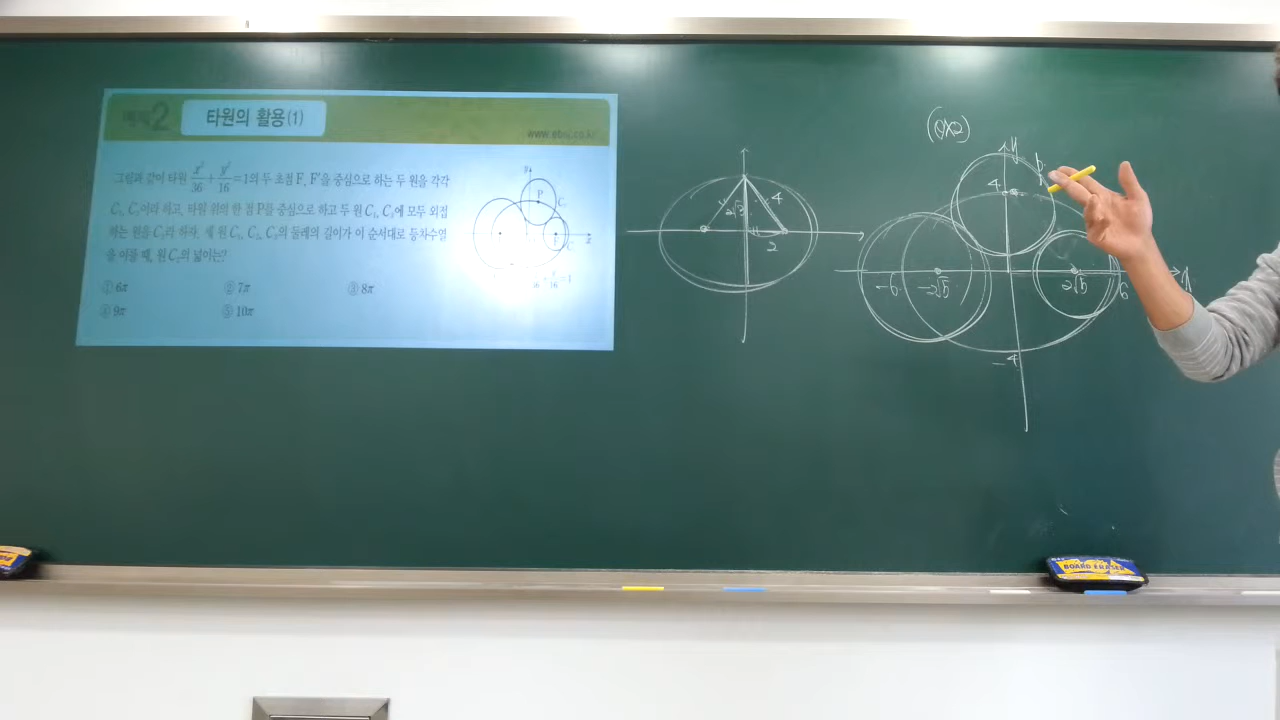 예제 2 타원의 활용(1)
www.ebsi.co.kr
그림과 같이 타원 x²/36 + y²/16 = 1의 두 초점 F, F′을 중심으로 하는 두 원을 각각
C₁, C₃이라 하고, 타원 위의 한 점 P를 중심으로 하고 두 원 C₁, C₃에 모두 외접
하는 원을 C₂라 하자. 세 원 C₁, C₂, C₃의 둘레의 길이가 이 순서대로 등차수열
을 이룰 때, 원 C₂의 넓이는?
① 6π ② 7π ③ 8π
④ 9π ⑤ 10π
y
P
F
x
2√3
4
2
y
4
b
-6
-2√5
2√5
6
-4
BOARD ERASER